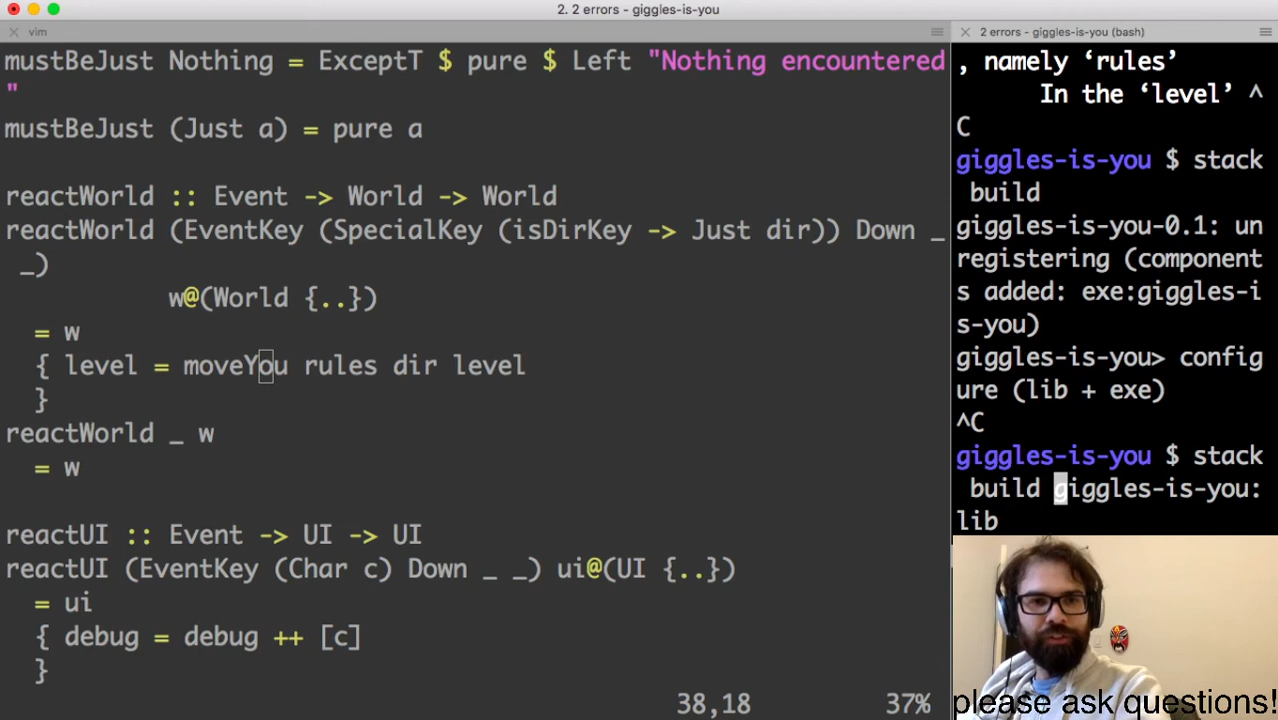 2. 2 errors - giggles-is-you
vim
mustBeJust Nothing = ExceptT $ pure $ Left "Nothing encountered
"
mustBeJust (Just a) = pure a
reactWorld :: Event -> World -> World
reactWorld (EventKey (SpecialKey (isDirKey -> Just dir)) Down _
_)
w@(World {..})
= w
{ level = moveYou rules dir level
}
reactWorld _ w
= w
reactUI :: Event -> UI -> UI
reactUI (EventKey (Char c) Down _ _) ui@(UI {..})
= ui
{ debug = debug ++ [c]
}
38,18 37%
2 errors - giggles-is-you (bash)
, namely ‘rules’
In the ‘level’ ^
C
giggles-is-you $ stack
build
giggles-is-you-0.1: un
registering (component
s added: exe:giggles-i
s-you)
giggles-is-you> config
ure (lib + exe)
^C
giggles-is-you $ stack
build giggles-is-you:
lib
please ask questions!